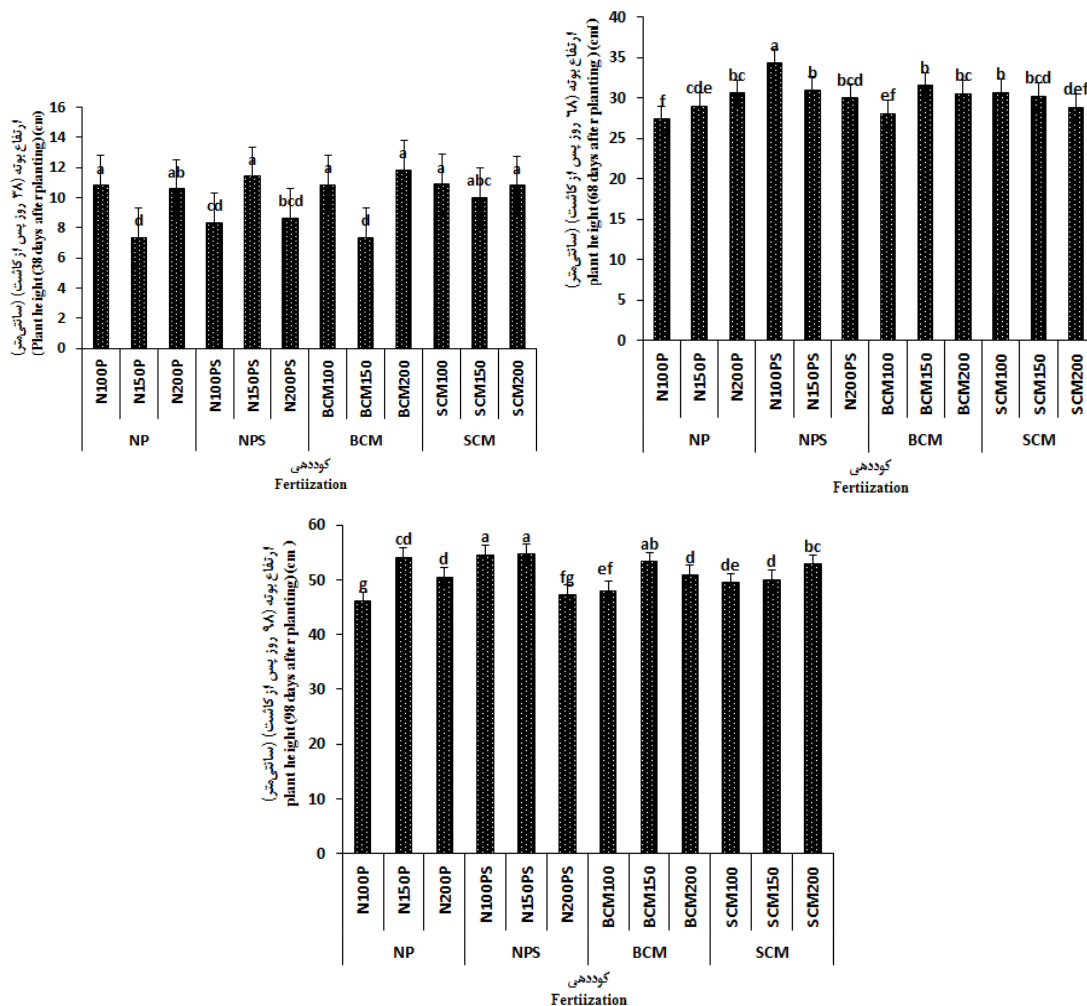 ارتفاع بوته (۳۸ روز پس از کاشت) (سانتی‌متر)
(Plant height (38 days after planting) (cm)
16
14
12
10
8
6
4
2
0
a d ab cd a bcd a d a a abc a
N100P N150P N200P N100PS N150PS N200PS BCM100 BCM150 BCM200 SCM100 SCM150 SCM200
NP NPS BCM SCM
کوددهی
Fertiization
ارتفاع بوته (۶۸ روز پس از کاشت) (سانتی‌متر)
plant height (68 days after planting) (cm)
40
35
30
25
20
15
10
5
0
f cde bc a b bcd ef b bc b bcd def
N100P N150P N200P N100PS N150PS N200PS BCM100 BCM150 BCM200 SCM100 SCM150 SCM200
NP NPS BCM SCM
کوددهی
Fertiization
ارتفاع بوته (۹۸ روز پس از کاشت) (سانتی‌متر)
plant height (98 days after planting) (cm )
60
50
40
30
20
10
0
g cd d a a fg ef ab d de d bc
N100P N150P N200P N100PS N150PS N200PS BCM100 BCM150 BCM200 SCM100 SCM150 SCM200
NP NPS BCM SCM
کوددهی
Fertiization